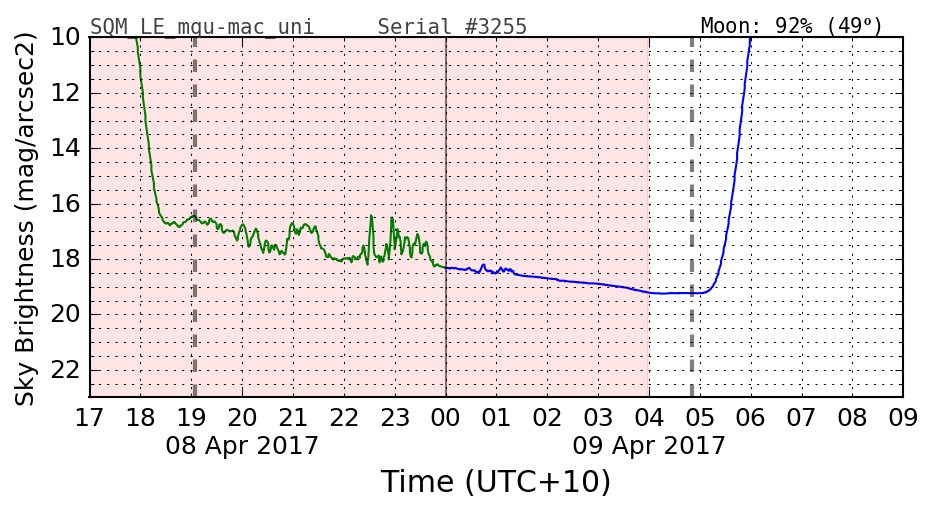 SQM_LE_mqu-mac_uni Serial #3255 Moon: 92% (49º)
Sky Brightness (mag/arcsec2)
10
12
14
16
18
20
22
17 18 19 20 21 22 23 00 01 02 03 04 05 06 07 08 09
08 Apr 2017 09 Apr 2017
Time (UTC+10)